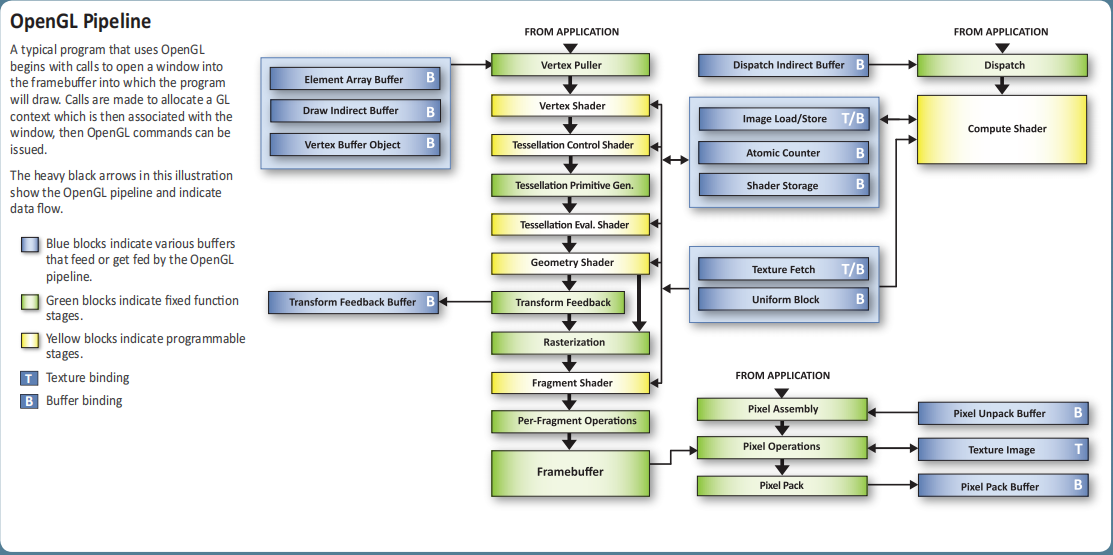 OpenGL Pipeline
A typical program that uses OpenGL
begins with calls to open a window into
the framebuffer into which the program
will draw. Calls are made to allocate a GL
context which is then associated with the
window, then OpenGL commands can be
issued.
The heavy black arrows in this illustration
show the OpenGL pipeline and indicate
data flow.
Blue blocks indicate various buffers
that feed or get fed by the OpenGL
pipeline.
Green blocks indicate fixed function
stages.
Yellow blocks indicate programmable
stages.
T Texture binding
B Buffer binding
Element Array Buffer B
Draw Indirect Buffer B
Vertex Buffer Object B
Transform Feedback Buffer B
FROM APPLICATION
Vertex Puller
Vertex Shader
Tessellation Control Shader
Tessellation Primitive Gen.
Tessellation Eval. Shader
Geometry Shader
Transform Feedback
Rasterization
Fragment Shader
Per-Fragment Operations
Framebuffer
Dispatch Indirect Buffer B
Image Load/Store T/B
Atomic Counter B
Shader Storage B
Texture Fetch T/B
Uniform Block B
FROM APPLICATION
Dispatch
Compute Shader
FROM APPLICATION
Pixel Assembly
Pixel Operations
Pixel Pack
Pixel Unpack Buffer B
Texture Image T
Pixel Pack Buffer B